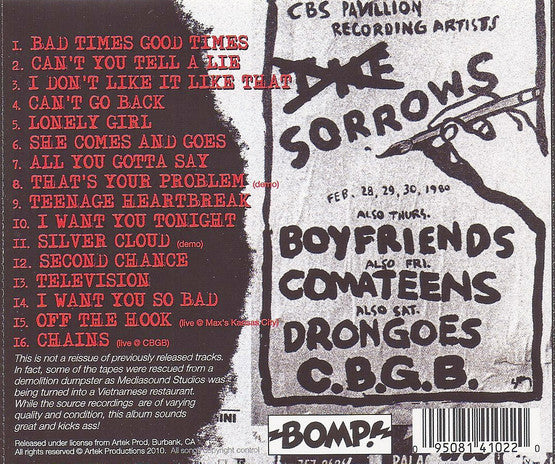 CBS PAVILLION
RECORDING ARTISTS
THE
SORROWS
FEB. 28, 29, 30, 1980
ALSO THURS.
BOYFRIENDS
ALSO FRI.
COMATEENS
ALSO SAT.
DRONGOES
C.B.G.B.
1. BAD TIMES GOOD TIMES
2. CAN'T YOU TELL A LIE
3. I DON'T LIKE IT LIKE THAT
4. CAN'T GO BACK
5. LONELY GIRL
6. SHE COMES AND GOES
7. ALL YOU GOTTA SAY
8. THAT'S YOUR PROBLEM (demo)
9. TEENAGE HEARTBREAK
10. I WANT YOU TONIGHT
11. SILVER CLOUD (demo)
12. SECOND CHANCE
13. TELEVISION
14. I WANT YOU SO BAD
15. OFF THE HOOK (live @ Max's Kansas City)
16. CHAINS (live @ CBGB)
This is not a reissue of previously released tracks.
In fact, some of the tapes were rescued from a
demolition dumpster as Mediasound Studios was
being turned into a Vietnamese restaurant.
While the source recordings are of varying
quality and condition, this album sounds
great and kicks ass!
Released under license from Artek Prod, Burbank, CA
© Artek Productions 2010. All songs copyright control
BOMP!
0 95081 41022 0